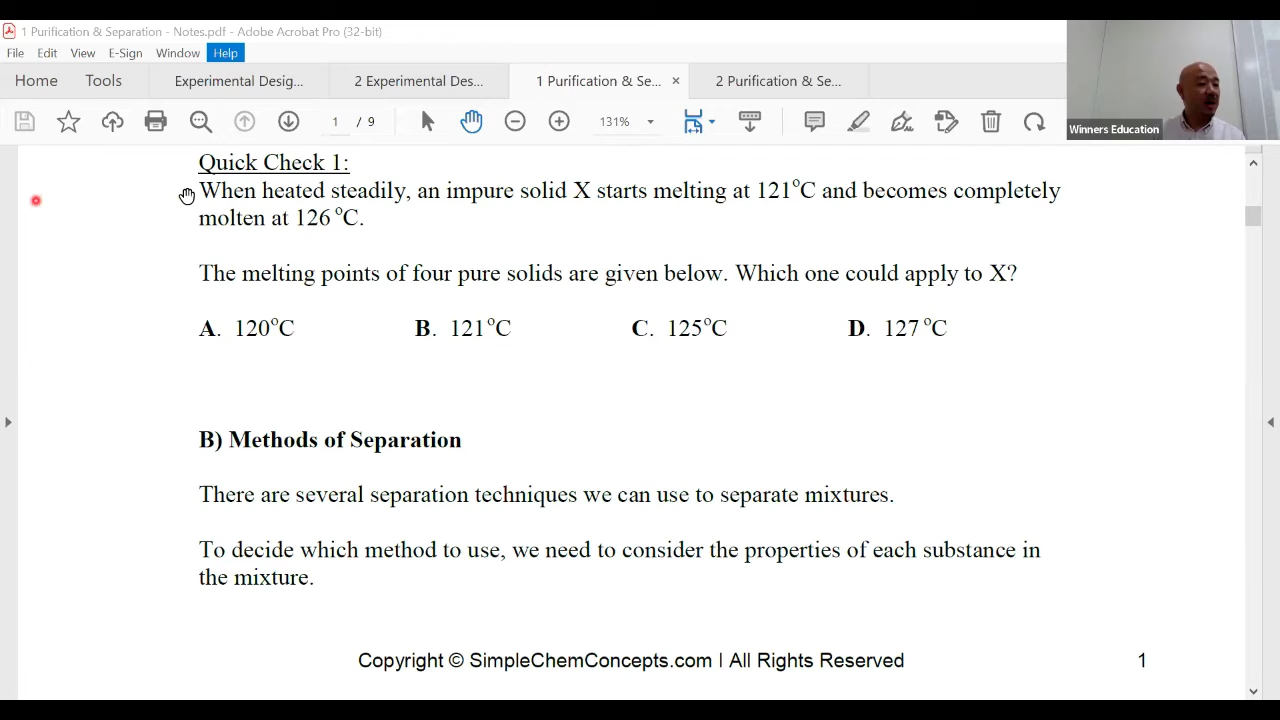 1 Purification & Separation - Notes.pdf - Adobe Acrobat Pro (32-bit)
File Edit View E-Sign Window Help
Home Tools Experimental Desig... 2 Experimental Des... 1 Purification & Se... × 2 Purification & Se...
1 / 9 131%
Winners Education
Quick Check 1:
When heated steadily, an impure solid X starts melting at 121°C and becomes completely
molten at 126 °C.
The melting points of four pure solids are given below. Which one could apply to X?
A. 120°C B. 121°C C. 125°C D. 127 °C
B) Methods of Separation
There are several separation techniques we can use to separate mixtures.
To decide which method to use, we need to consider the properties of each substance in
the mixture.
Copyright © SimpleChemConcepts.com | All Rights Reserved 1